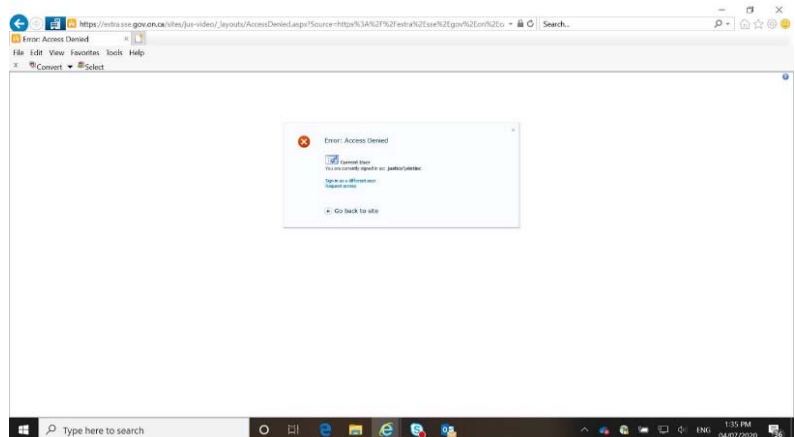 https://extra.sse.gov.on.ca/sites/jus-video/_layouts/AccessDenied.aspx?Source=https%3A%2F%2Fextra%2Esse%2Egov%2Eon%2Eca Search...
Error: Access Denied
File Edit View Favorites Tools Help
x Convert Select
Error: Access Denied
Current User
You are currently signed in as:
Sign in as a different user
Request access
Go back to site
Type here to search
ENG
1:35 PM
04/07/2020